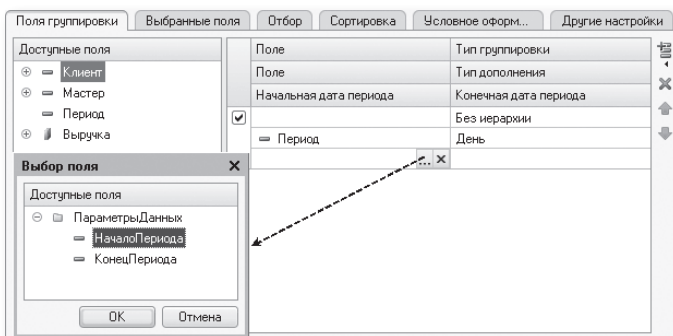 Поля группировки Выбранные поля Отбор Сортировка Условное оформ... Другие настройки
Доступные поля
Клиент
Мастер
Период
Выручка
Поле Тип группировки
Поле Тип дополнения
Начальная дата периода Конечная дата периода
Без иерархии
Период День
... ×
Выбор поля ×
Доступные поля
ПараметрыДанных
НачалоПериода
КонецПериода
OK Отмена